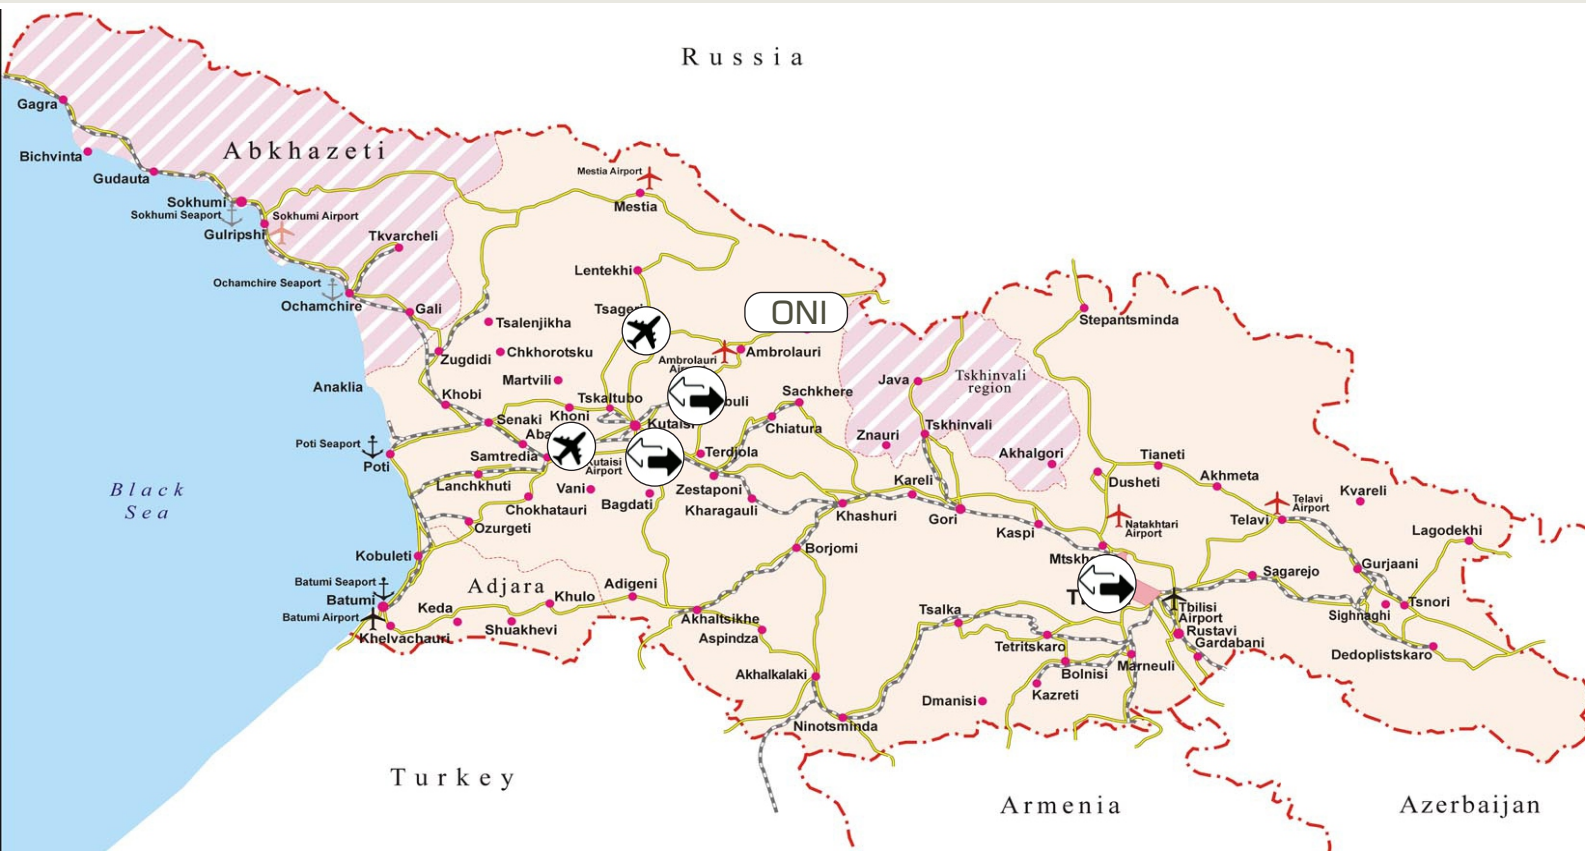 Russia
Gagra
Bichvinta
Abkhazeti
Gudauta
Mestia Airport
Mestia
Sokhumi
Sokhumi Seaport
Sokhumi Airport
Gulripshi
Tkvarcheli
Lentekhi
Ochamchire Seaport
Ochamchire
Gali
Tsageri
ONI
Tsalenjikha
Stepantsminda
Zugdidi
Chkhorotsku
Ambrolauri
Ambrolauri
Anaklia
Martvili
Java
Tskhinvali
region
Khobi
Tskaltubo
Sachkhere
Senaki
Khoni
Kutaisi
Chiatura
Tskhinvali
Poti Seaport
Znauri
Poti
Samtredia
Kutaisi
Airport
Terdjola
Akhalgori
Tianeti
Lanchkhuti
Vani
Bagdati
Zestaponi
Kareli
Dusheti
Akhmeta
Kvareli
Chokhatauri
Kharagauli
Khashuri
Gori
Telavi
Airport
Telavi
Black
Sea
Ozurgeti
Kaspi
Natakhtari
Airport
Lagodekhi
Kobuleti
Borjomi
Gurjaani
Sagarejo
Batumi Seaport
Adjara
Adigeni
Batumi
Keda
Khulo
Tsalka
Tbilisi
Airport
Tsnori
Sighnaghi
Batumi Airport
Khelvachauri
Shuakhevi
Akhaltsikhe
Aspindza
Rustavi
Gardabani
Tetritskaro
Dedoplistskaro
Akhalkalaki
Bolnisi
Marneuli
Kazreti
Dmanisi
Ninotsminda
Turkey
Armenia
Azerbaijan